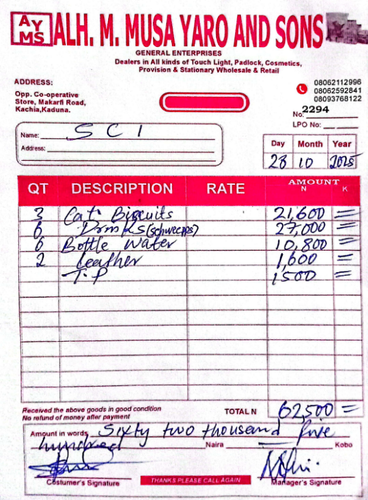 AY MS ALH. M. MUSA YARO AND SONS
GENERAL ENTERPRISES
Dealers in All kinds of Touch Light, Padlock, Cosmetics,
Provision & Stationary Wholesale & Retail
ADDRESS:
Opp. Co-operative
Store, Makarfi Road,
Kachia,Kaduna.
08062112996
08052592841
08093768122
No. 2294
LPO No:
Name: SCI
Address:
Day Month Year
28 10 2025
QT DESCRIPTION RATE AMOUNT
N K
3 Cat. Biscuits 21,600 =
6 Drinks (schweeps) 27,000 =
6 Bottle water 10,800 =
2 leather 1,600 =
T.P 1500 =
Received the above goods in good condition
No refund of money after payment
TOTAL N 62,500 =
Amount in words Sixty two thousand five
hundred Naira Kobo
Costumer's Signature THANKS PLEASE CALL AGAIN Manager's Signature